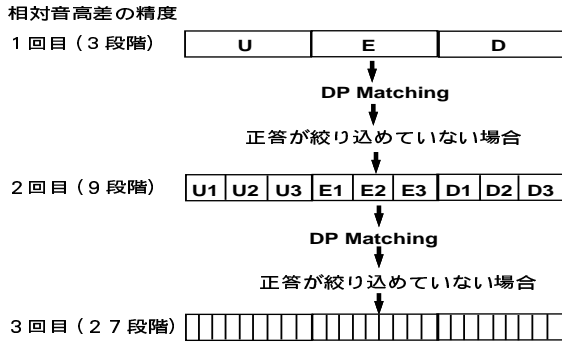 相対音高差の精度
1回目(3段階) U E D
DP Matching
正答が絞り込めていない場合
2回目(9段階) U1 U2 U3 E1 E2 E3 D1 D2 D3
DP Matching
正答が絞り込めていない場合
3回目(27段階)